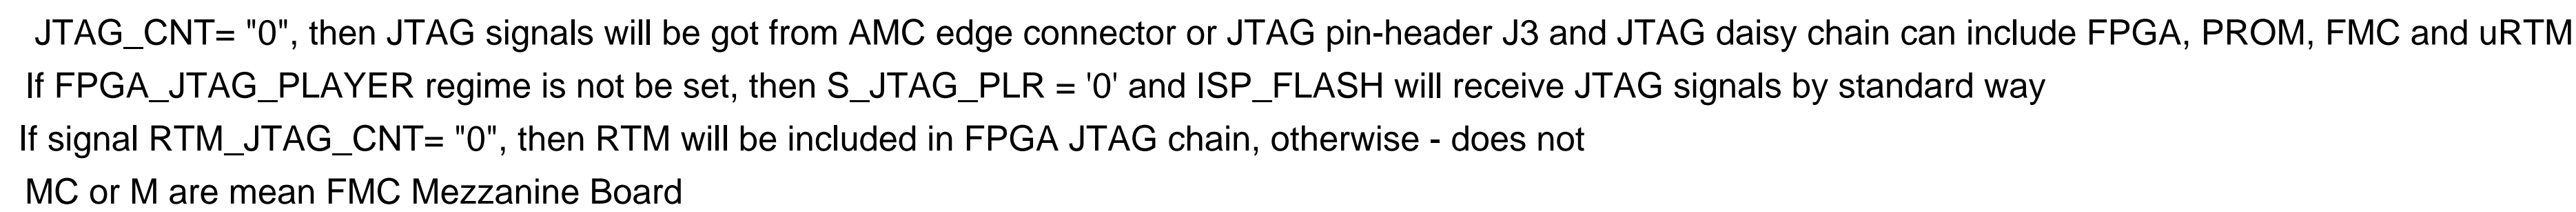 JTAG_CNT= "0", then JTAG signals will be got from AMC edge connector or JTAG pin-header J3 and JTAG daisy chain can include FPGA, PROM, FMC and uRTM
If FPGA_JTAG_PLAYER regime is not be set, then S_JTAG_PLR = '0' and ISP_FLASH will receive JTAG signals by standard way
If signal RTM_JTAG_CNT= "0", then RTM will be included in FPGA JTAG chain, otherwise - does not
MC or M are mean FMC Mezzanine Board